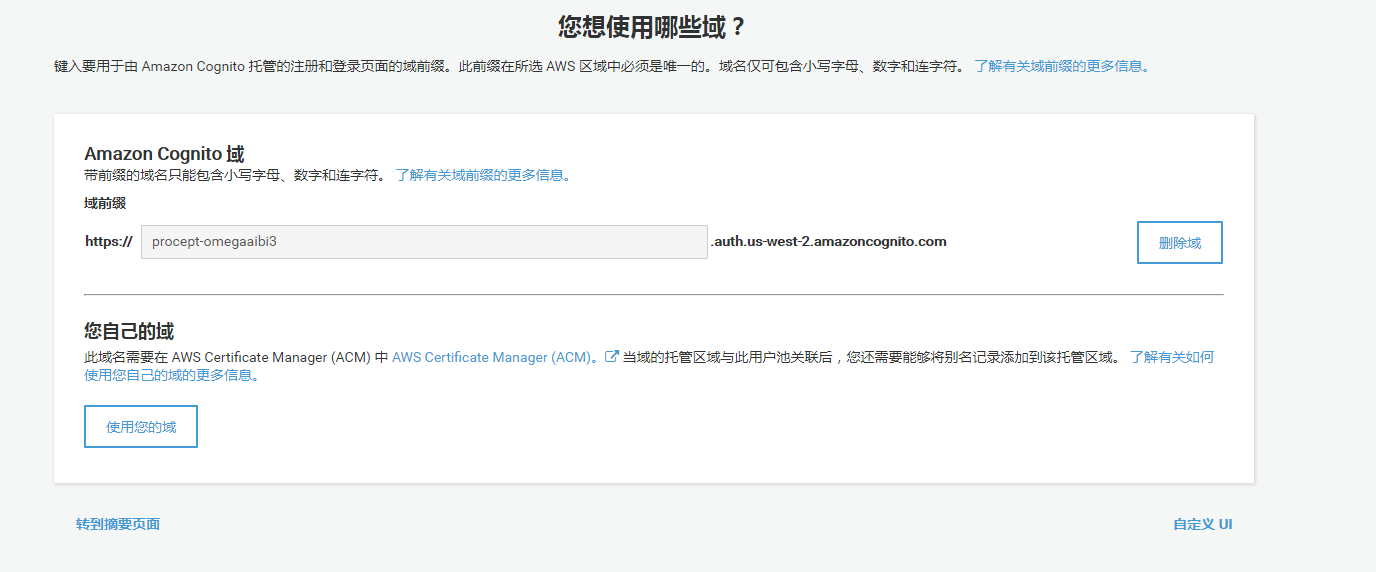 您想使用哪些域？
键入要用于由 Amazon Cognito 托管的注册和登录页面的域前缀。此前缀在所选 AWS 区域中必须是唯一的。域名仅可包含小写字母、数字和连字符。 了解有关域前缀的更多信息。
Amazon Cognito 域
带前缀的域名只能包含小写字母、数字和连字符。 了解有关域前缀的更多信息。
域前缀
https:// procept-omegaaibi3 .auth.us-west-2.amazoncognito.com 删除域
您自己的域
此域名需要在 AWS Certificate Manager (ACM) 中 AWS Certificate Manager (ACM)。 当域的托管区域与此用户池关联后，您还需要能够将别名记录添加到该托管区域。 了解有关如何
使用您自己的域的更多信息。
使用您的域
转到摘要页面 自定义 UI